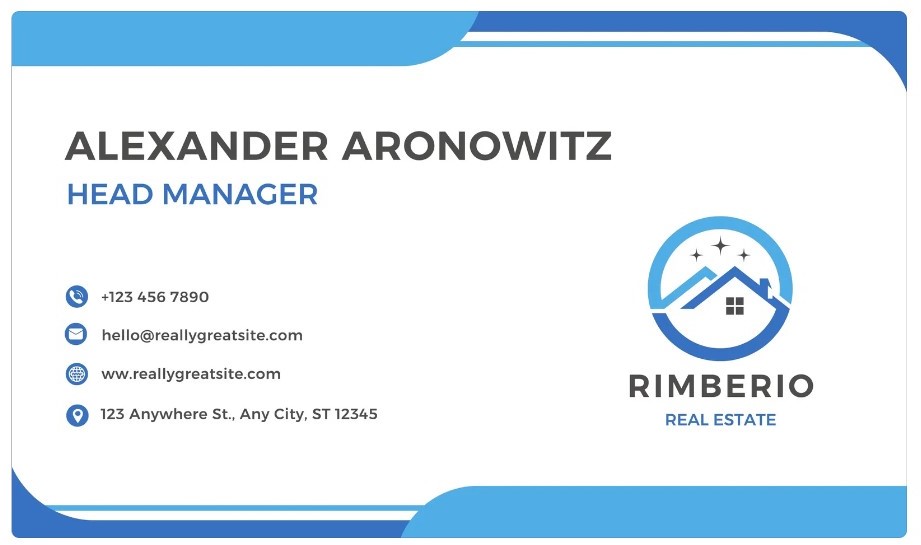 ALEXANDER ARONOWITZ
HEAD MANAGER
+123 456 7890
hello@reallygreatsite.com
ww.reallygreatsite.com
123 Anywhere St., Any City, ST 12345
RIMBERIO
REAL ESTATE